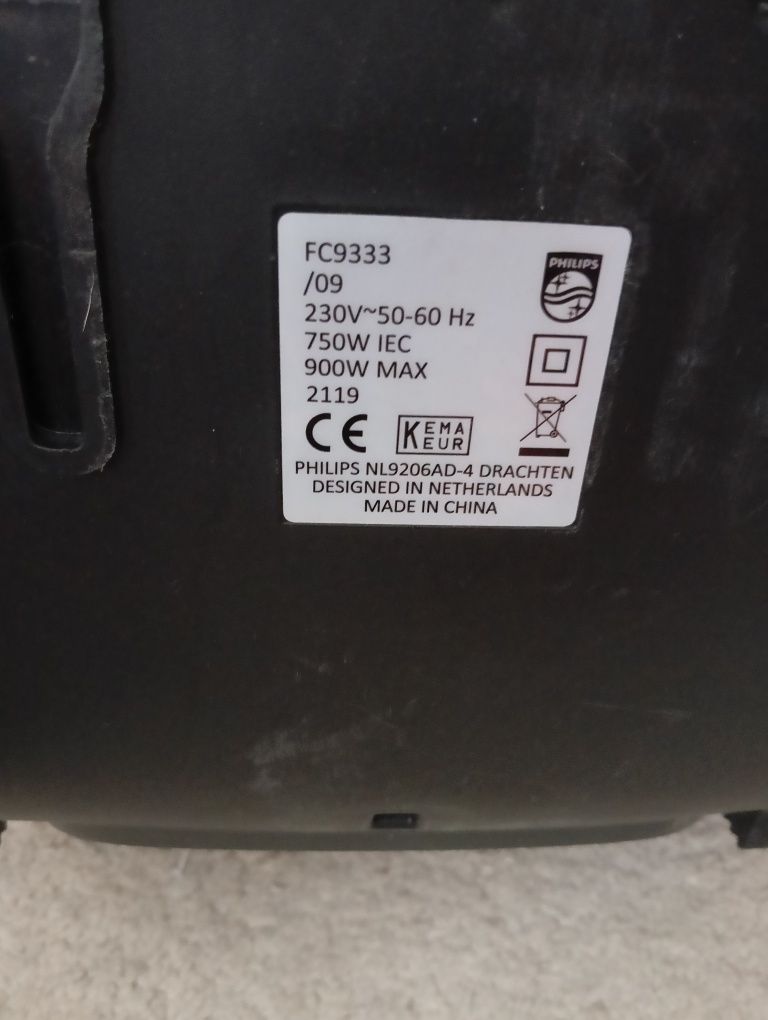 FC9333
/09
230V~50-60 Hz
750W IEC
900W MAX
2119
PHILIPS
CE
KEMA
EUR
PHILIPS NL9206AD-4 DRACHTEN
DESIGNED IN NETHERLANDS
MADE IN CHINA